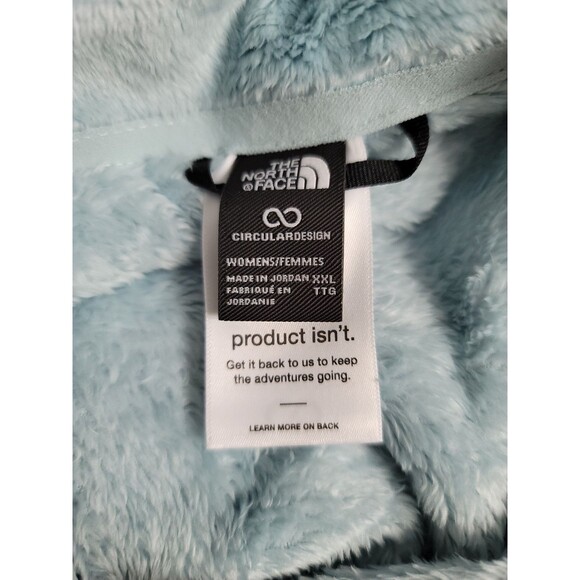 THE
NORTH
FACE
CIRCULARDESIGN
WOMENS/FEMMES
MADE IN JORDAN XXL
FABRIQUÉ EN TTG
JORDANIE
product isn't.
Get it back to us to keep
the adventures going.
LEARN MORE ON BACK